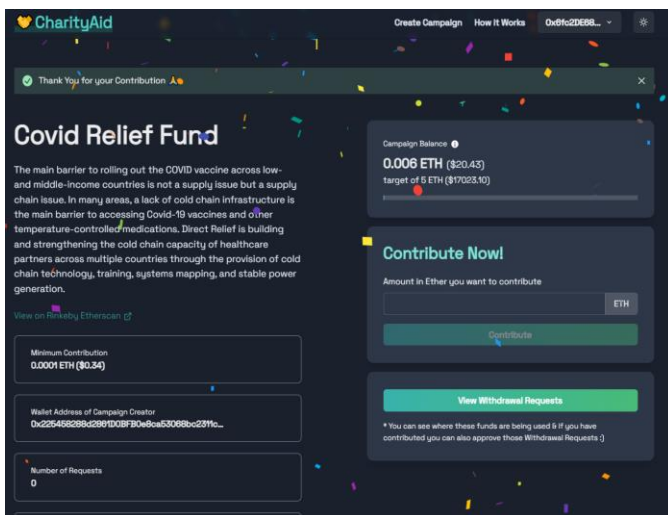 CharityAid
Create Campaign How It Works 0x6fc2DE68...
Thank You for your Contribution
Covid Relief Fund
The main barrier to rolling out the COVID vaccine across low-
and middle-income countries is not a supply issue but a supply
chain issue. In many areas, a lack of cold chain infrastructure is
the main barrier to accessing Covid-19 vaccines and other
temperature-controlled medications. Direct Relief is building
and strengthening the cold chain capacity of healthcare
partners across multiple countries through the provision of cold
chain technology, training, systems mapping, and stable power
generation.
View on Rinkeby Etherscan
Minimum Contribution
0.0001 ETH ($0.34)
Wallet Address of Campaign Creator
Number of Requests
0
Campaign Balance
0.006 ETH ($20.43)
target of 5 ETH ($17023.10)
Contribute Now!
Amount in Ether you want to contribute
ETH
Contribute
View Withdrawal Requests
* You can see where these funds are being used & if you have
contributed you can also approve those Withdrawal Requests :)